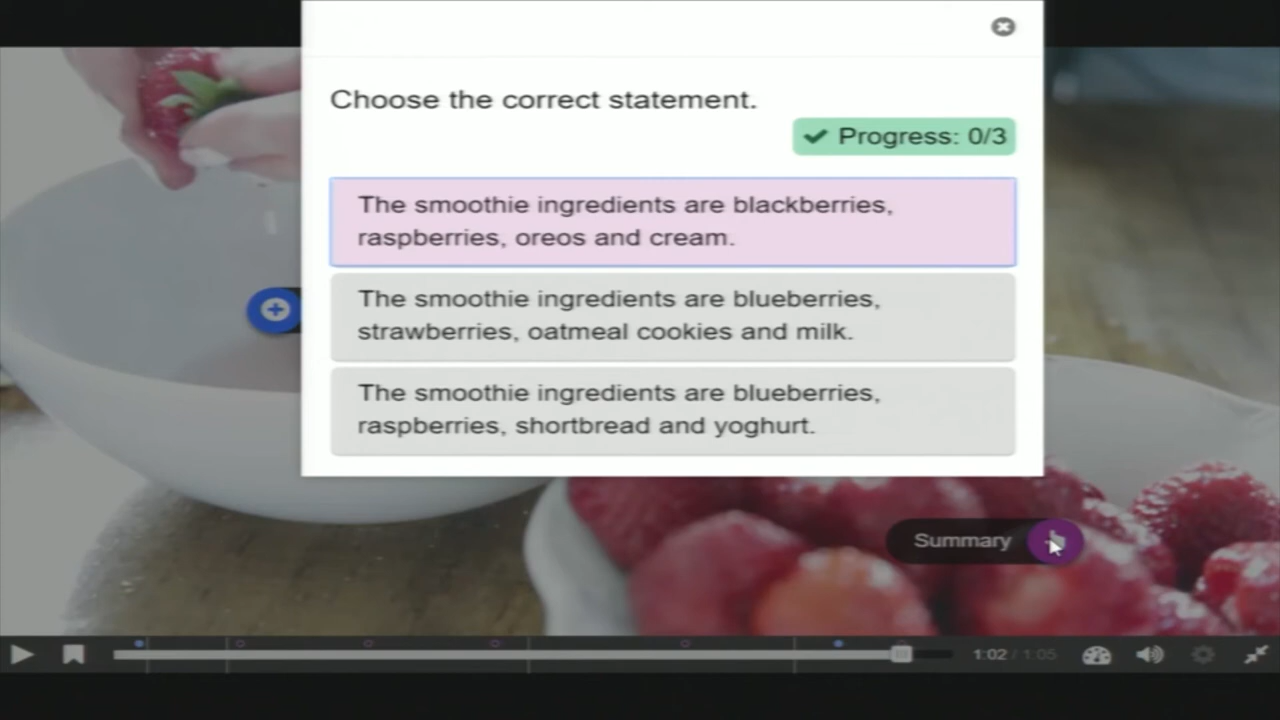 Choose the correct statement.
Progress: 0/3
The smoothie ingredients are blackberries,
raspberries, oreos and cream.
The smoothie ingredients are blueberries,
strawberries, oatmeal cookies and milk.
The smoothie ingredients are blueberries,
raspberries, shortbread and yoghurt.
Summary
1:02 / 1:05